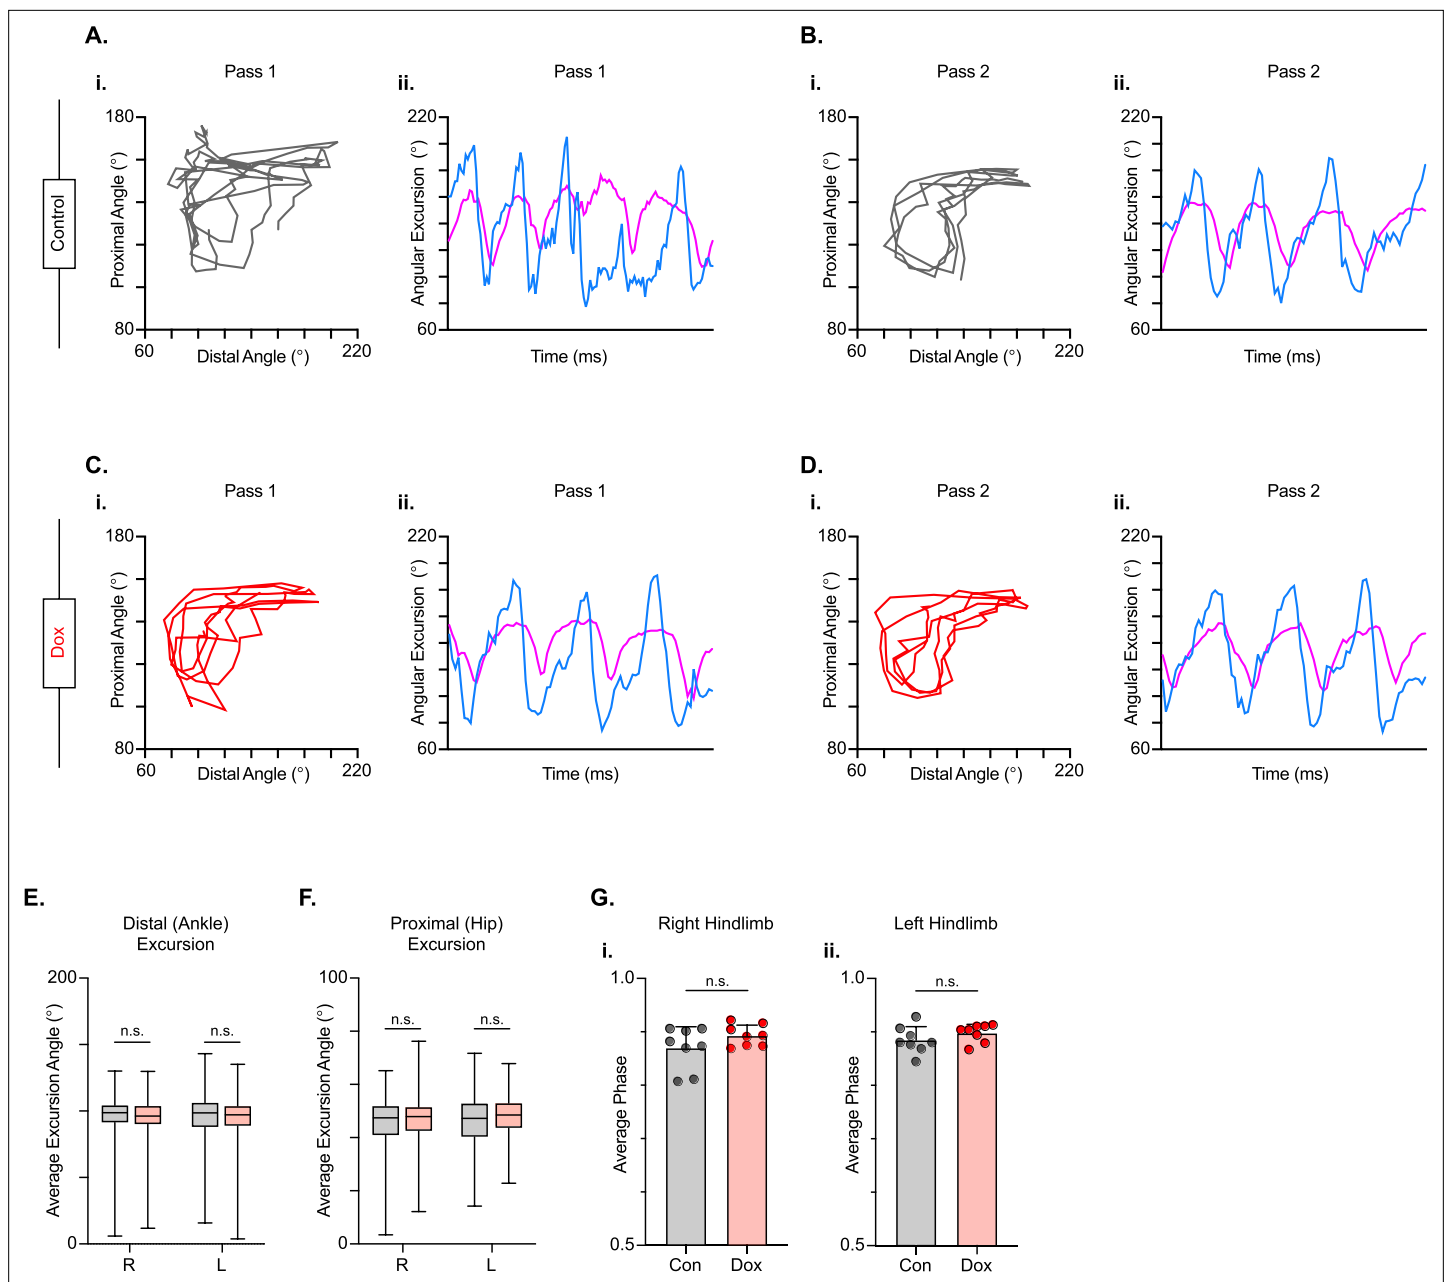 A.
B.
Pass 1
Pass 1
Pass 2
Pass 2
i.
ii.
i.
ii.
Control
180
Proximal Angle (°)
80
60
Distal Angle (°)
220
220
Angular Excursion (°)
60
Time (ms)
180
Proximal Angle (°)
80
60
Distal Angle (°)
220
220
Angular Excursion (°)
60
Time (ms)
C.
D.
Pass 1
Pass 1
Pass 2
Pass 2
i.
ii.
i.
ii.
Dox
180
Proximal Angle (°)
80
60
Distal Angle (°)
220
220
Angular Excursion (°)
60
Time (ms)
180
Proximal Angle (°)
80
60
Distal Angle (°)
220
220
Angular Excursion (°)
60
Time (ms)
E.
Distal (Ankle)
Excursion
200
Average Excursion Angle (°)
0
n.s.
n.s.
R
L
F.
Proximal (Hip)
Excursion
100
Average Excursion Angle (°)
0
n.s.
n.s.
R
L
G.
Right Hindlimb
i.
1.0
Average Phase
0.5
n.s.
Con
Dox
Left Hindlimb
ii.
1.0
Average Phase
0.5
n.s.
Con
Dox